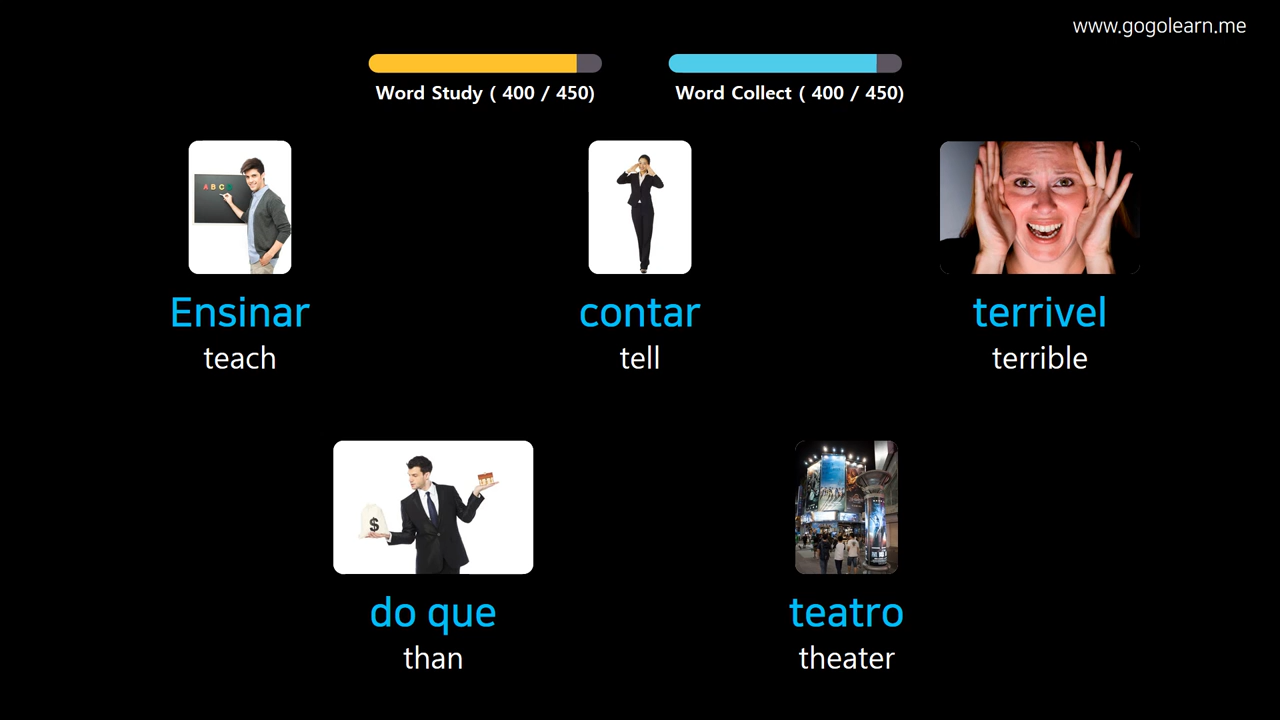 www.gogolearn.me
Word Study ( 400 / 450)
Word Collect ( 400 / 450)
A B C
Ensinar
teach
contar
tell
terrivel
terrible
$
do que
than
teatro
theater